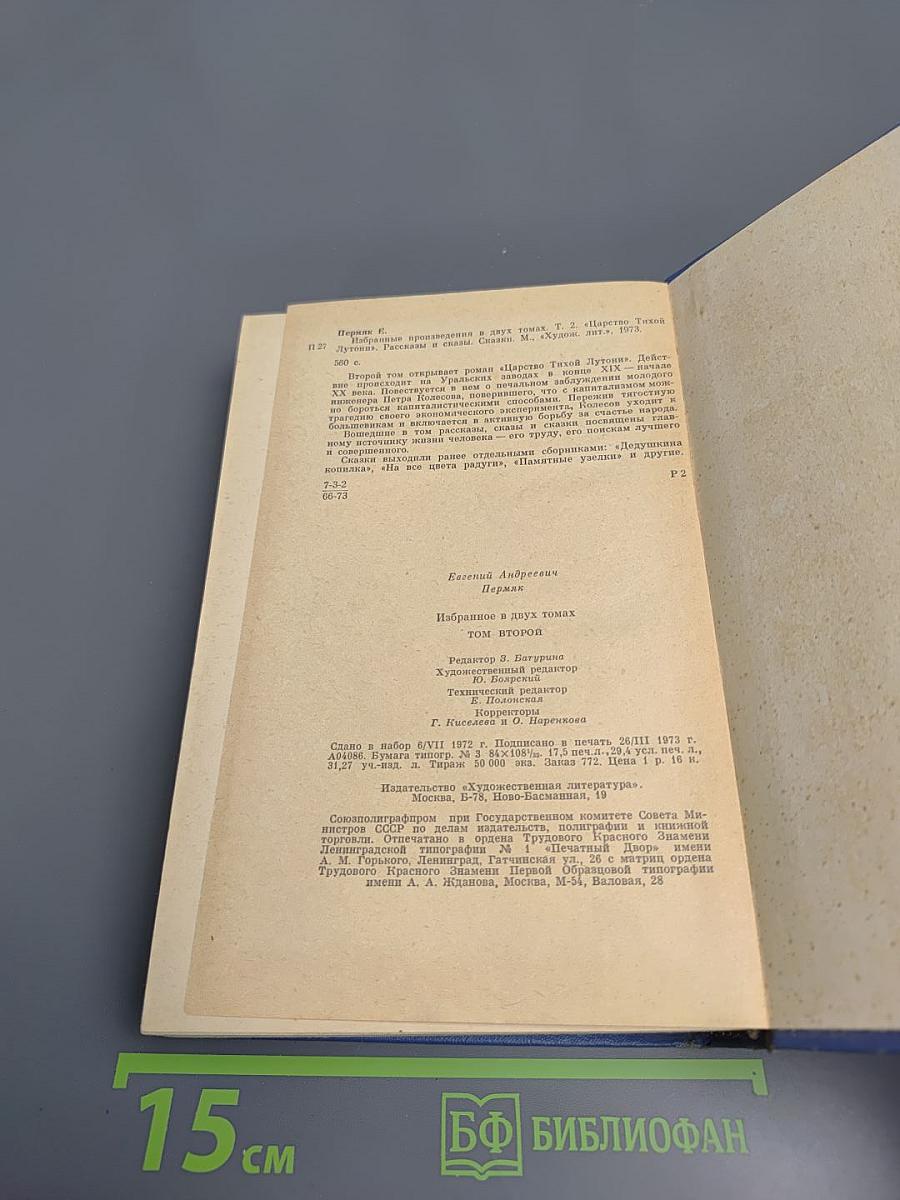 Пермяк Е.
П 27
Избранные произведения в двух томах. Т. 2. «Царство Тихой
Лутони». Рассказы и сказы. Сказки. М., «Худож. лит.», 1973.
560 с.
Второй том открывает роман «Царство Тихой Лутони». Дейст-
вие происходит на Уральских заводах в конце XIX — начале
XX века. Повествуется в нем о печальном заблуждении молодого
инженера Петра Колесова, поверившего, что с капитализмом мож-
но бороться капиталистическими способами. Пережив тягостную
трагедию своего экономического эксперимента, Колесов уходит к
большевикам и включается в активную борьбу за счастье народа.
Вошедшие в том рассказы, сказы и сказки посвящены глав-
ному источнику жизни человека — его труду, его поискам лучшего
и совершенного.
Сказки выходили ранее отдельными сборниками: «Дедушкина
копилка», «На все цвета радуги», «Памятные узелки» и другие.
7-3-2
66-73
Р 2
Евгений Андреевич
Пермяк
Избранное в двух томах
ТОМ ВТОРОЙ
Редактор З. Батурина
Художественный редактор
Ю. Боярский
Технический редактор
Е. Полонская
Корректоры
Г. Киселева и О. Наренкова
Сдано в набор 6/VII 1972 г. Подписано в печать 26/III 1973 г.
А04086. Бумага типогр. № 3 84×108¹/₃₂. 17,5 печ.л., 29,4 усл. печ. л.,
31,27 уч.-изд. л. Тираж 50 000 экз. Заказ 772. Цена 1 р. 16 к.
Издательство «Художественная литература».
Москва, Б-78, Ново-Басманная, 19
Союзполиграфпром при Государственном комитете Совета Ми-
нистров СССР по делам издательств, полиграфии и книжной
торговли. Отпечатано в ордена Трудового Красного Знамени
Ленинградской типографии № 1 «Печатный Двор» имени
А. М. Горького, Ленинград, Гатчинская ул., 26 с матриц ордена
Трудового Красного Знамени Первой Образцовой типографии
имени А. А. Жданова, Москва, М-54, Валовая, 28
15 см
БФ БИБЛИОФАН